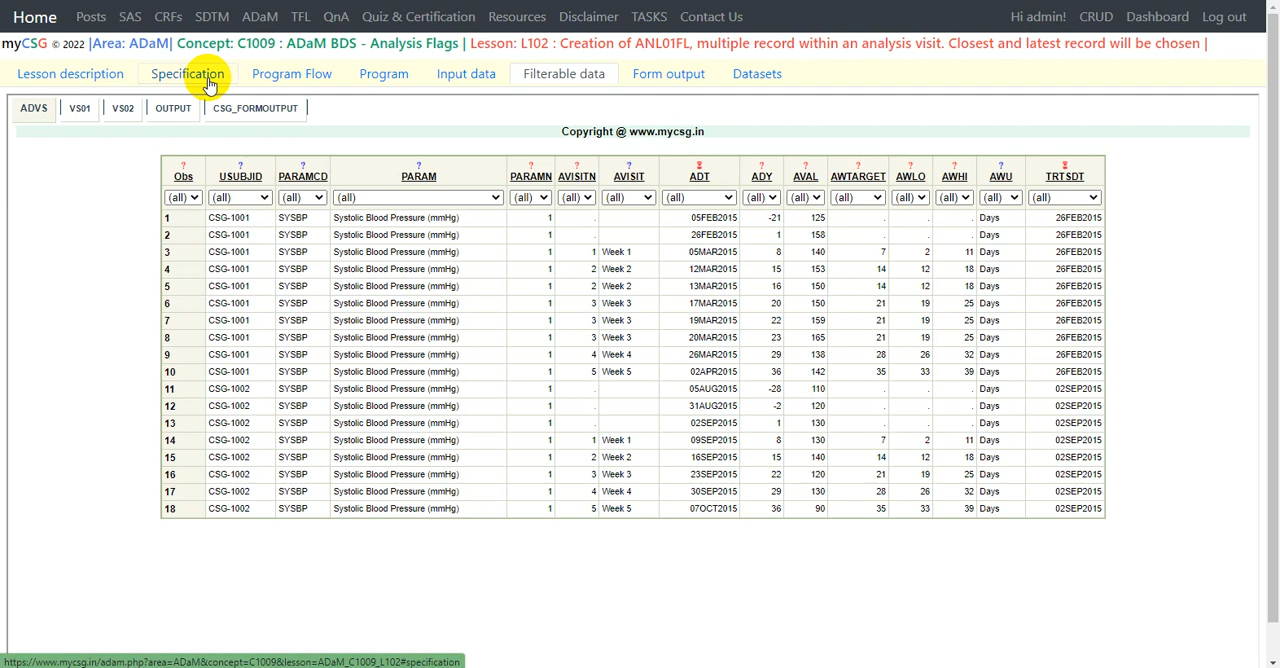 Home Posts SAS CRFs SDTM ADaM TFL QnA Quiz & Certification Resources Disclaimer TASKS Contact Us Hi admin! CRUD Dashboard Log out
myCSG © 2022 |Area: ADaM| Concept: C1009 : ADaM BDS - Analysis Flags | Lesson: L102 : Creation of ANL01FL, multiple record within an analysis visit. Closest and latest record will be chosen |
Lesson description Specification Program Flow Program Input data Filterable data Form output Datasets
ADVS VS01 VS02 OUTPUT CSG_FORMOUTPUT
Copyright @ www.mycsg.in
? ? ? ? ? ? ? ? ? ? ? ? ? ?
Obs USUBJID PARAMCD PARAM PARAMN AVISITN AVISIT ADT ADY AVAL AWTARGET AWLO AWHI AWU TRTSDT
(all) (all) (all) (all) (all) (all) (all) (all) (all) (all) (all) (all) (all) (all) (all)
1 CSG-1001 SYSBP Systolic Blood Pressure (mmHg) 1 . 05FEB2015 -21 125 . . . Days 26FEB2015
2 CSG-1001 SYSBP Systolic Blood Pressure (mmHg) 1 . 26FEB2015 1 158 . . . Days 26FEB2015
3 CSG-1001 SYSBP Systolic Blood Pressure (mmHg) 1 1 Week 1 05MAR2015 8 140 7 2 11 Days 26FEB2015
4 CSG-1001 SYSBP Systolic Blood Pressure (mmHg) 1 2 Week 2 12MAR2015 15 153 14 12 18 Days 26FEB2015
5 CSG-1001 SYSBP Systolic Blood Pressure (mmHg) 1 2 Week 2 13MAR2015 16 150 14 12 18 Days 26FEB2015
6 CSG-1001 SYSBP Systolic Blood Pressure (mmHg) 1 3 Week 3 17MAR2015 20 150 21 19 25 Days 26FEB2015
7 CSG-1001 SYSBP Systolic Blood Pressure (mmHg) 1 3 Week 3 19MAR2015 22 159 21 19 25 Days 26FEB2015
8 CSG-1001 SYSBP Systolic Blood Pressure (mmHg) 1 3 Week 3 20MAR2015 23 165 21 19 25 Days 26FEB2015
9 CSG-1001 SYSBP Systolic Blood Pressure (mmHg) 1 4 Week 4 26MAR2015 29 138 28 26 32 Days 26FEB2015
10 CSG-1001 SYSBP Systolic Blood Pressure (mmHg) 1 5 Week 5 02APR2015 36 142 35 33 39 Days 26FEB2015
11 CSG-1002 SYSBP Systolic Blood Pressure (mmHg) 1 . 05AUG2015 -28 110 . . . Days 02SEP2015
12 CSG-1002 SYSBP Systolic Blood Pressure (mmHg) 1 . 31AUG2015 -2 120 . . . Days 02SEP2015
13 CSG-1002 SYSBP Systolic Blood Pressure (mmHg) 1 . 02SEP2015 1 130 . . . Days 02SEP2015
14 CSG-1002 SYSBP Systolic Blood Pressure (mmHg) 1 1 Week 1 09SEP2015 8 130 7 2 11 Days 02SEP2015
15 CSG-1002 SYSBP Systolic Blood Pressure (mmHg) 1 2 Week 2 16SEP2015 15 140 14 12 18 Days 02SEP2015
16 CSG-1002 SYSBP Systolic Blood Pressure (mmHg) 1 3 Week 3 23SEP2015 22 120 21 19 25 Days 02SEP2015
17 CSG-1002 SYSBP Systolic Blood Pressure (mmHg) 1 4 Week 4 30SEP2015 29 130 28 26 32 Days 02SEP2015
18 CSG-1002 SYSBP Systolic Blood Pressure (mmHg) 1 5 Week 5 07OCT2015 36 90 35 33 39 Days 02SEP2015
https://www.mycsg.in/adam.php?area=ADaM&concept=C1009&lesson=ADaM_C1009_L102#specification